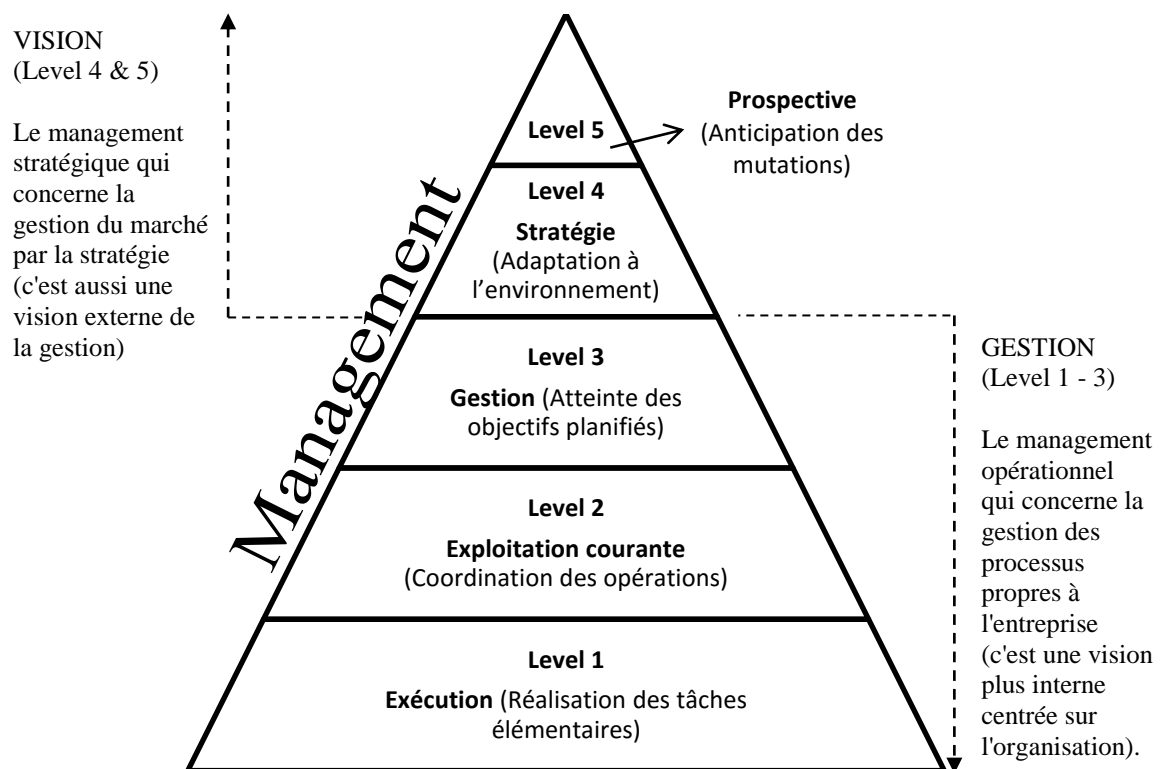 VISION
(Level 4 & 5)
Le management
stratégique qui
concerne la
gestion du marché
par la stratégie
(c'est aussi une
vision externe de
la gestion)
Management
Level 5
Prospective
(Anticipation des
mutations)
Level 4
Stratégie
(Adaptation à
l’environnement)
Level 3
Gestion (Atteinte des
objectifs planifiés)
Level 2
Exploitation courante
(Coordination des opérations)
Level 1
Exécution (Réalisation des tâches
élémentaires)
GESTION
(Level 1 - 3)
Le management
opérationnel
qui concerne la
gestion des
processus
propres à
l'entreprise
(c'est une vision
plus interne
centrée sur
l'organisation).